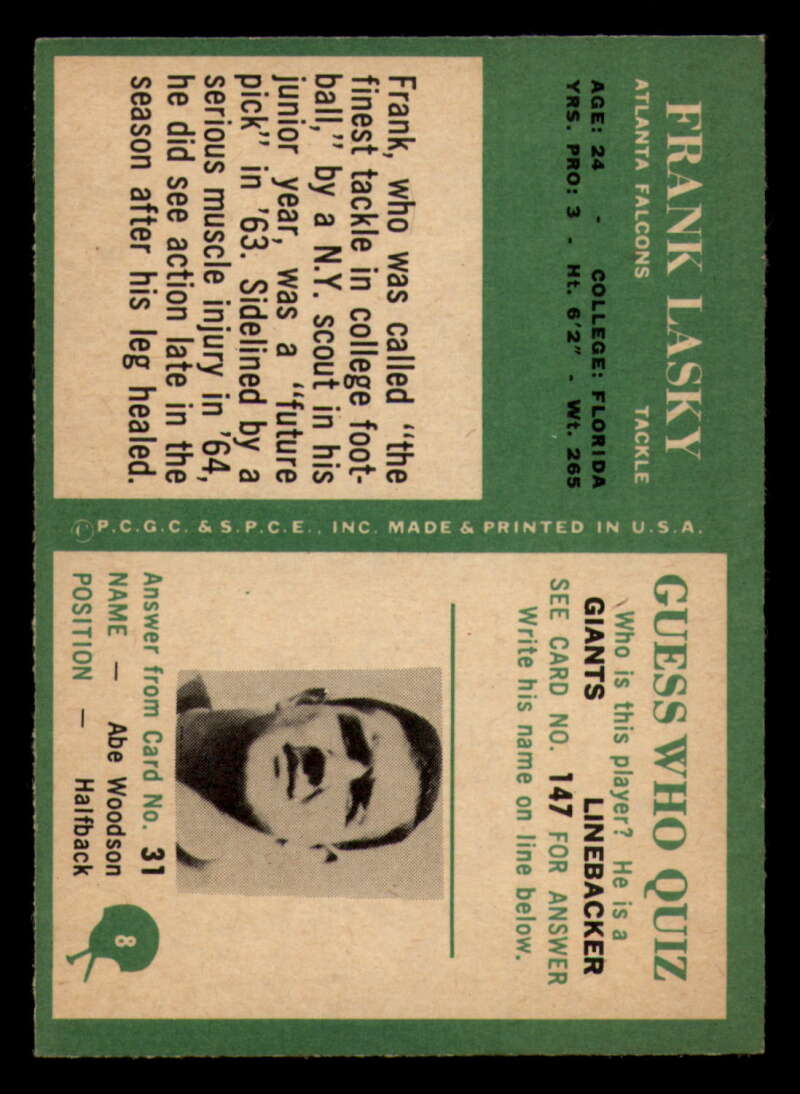 FRANK LASKY
ATLANTA FALCONS TACKLE
AGE: 24 - COLLEGE: FLORIDA
YRS. PRO: 3 - Ht. 6'2" - Wt. 265
Frank, who was called "the
finest tackle in college foot-
ball," by a N.Y. scout in his
junior year, was a "future
pick" in '63. Sidelined by a
serious muscle injury in '64,
he did see action late in the
season after his leg healed.
© P.C.G.C. & S.P.C.E., INC. MADE & PRINTED IN U.S.A.
GUESS WHO QUIZ
Who is this player? He is a
GIANTS LINEBACKER
SEE CARD NO. 147 FOR ANSWER
Write his name on line below.
Answer from Card No. 31
NAME — Abe Woodson
POSITION — Halfback
8